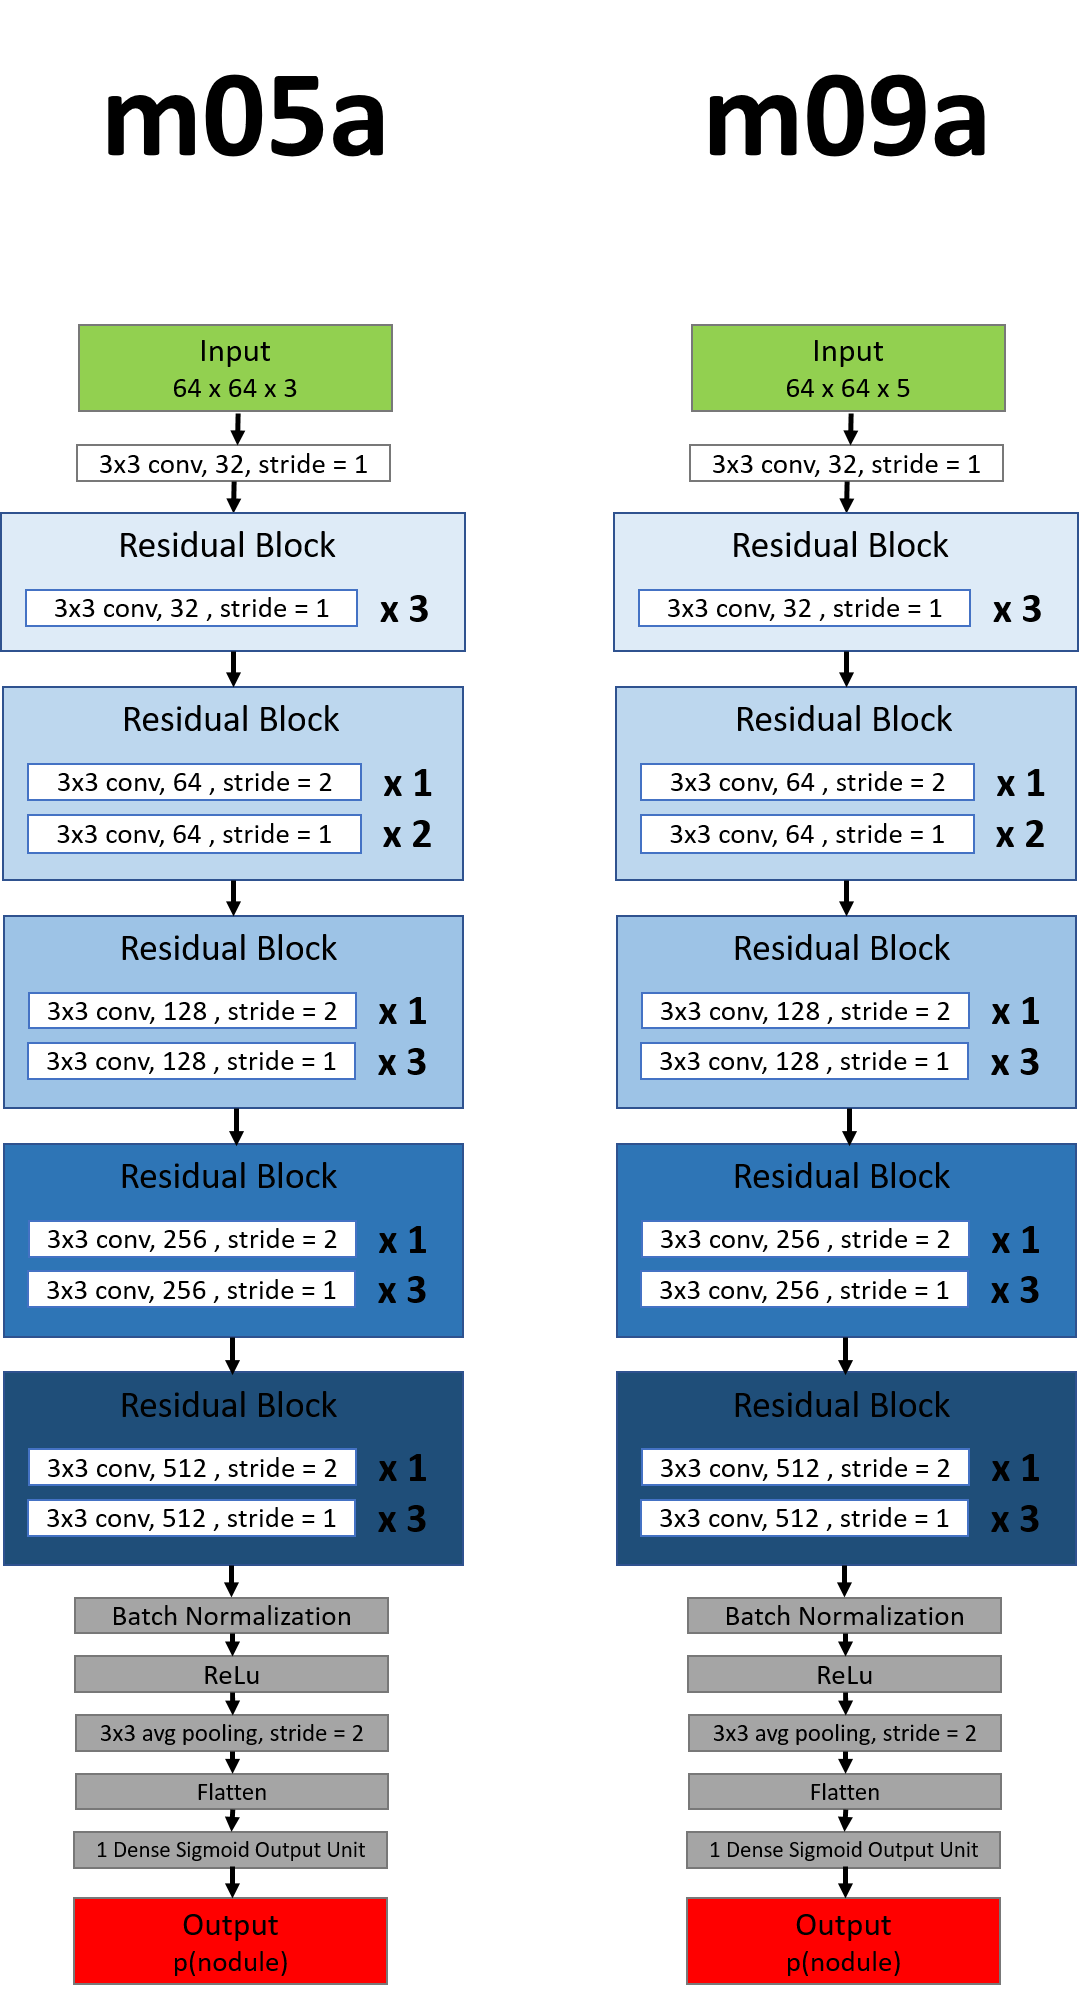 m05a
Input
64 x 64 x 3
3x3 conv, 32, stride = 1
Residual Block
3x3 conv, 32 , stride = 1 x 3
Residual Block
3x3 conv, 64 , stride = 2 x 1
3x3 conv, 64 , stride = 1 x 2
Residual Block
3x3 conv, 128 , stride = 2 x 1
3x3 conv, 128 , stride = 1 x 3
Residual Block
3x3 conv, 256 , stride = 2 x 1
3x3 conv, 256 , stride = 1 x 3
Residual Block
3x3 conv, 512 , stride = 2 x 1
3x3 conv, 512 , stride = 1 x 3
Batch Normalization
ReLu
3x3 avg pooling, stride = 2
Flatten
1 Dense Sigmoid Output Unit
Output
p(nodule)
m09a
Input
64 x 64 x 5
3x3 conv, 32, stride = 1
Residual Block
3x3 conv, 32 , stride = 1 x 3
Residual Block
3x3 conv, 64 , stride = 2 x 1
3x3 conv, 64 , stride = 1 x 2
Residual Block
3x3 conv, 128 , stride = 2 x 1
3x3 conv, 128 , stride = 1 x 3
Residual Block
3x3 conv, 256 , stride = 2 x 1
3x3 conv, 256 , stride = 1 x 3
Residual Block
3x3 conv, 512 , stride = 2 x 1
3x3 conv, 512 , stride = 1 x 3
Batch Normalization
ReLu
3x3 avg pooling, stride = 2
Flatten
1 Dense Sigmoid Output Unit
Output
p(nodule)